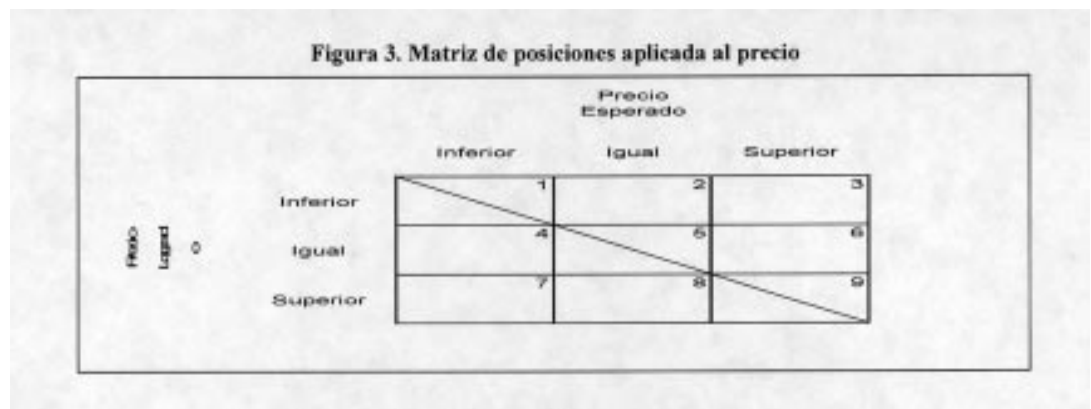 Figura 3. Matriz de posiciones aplicada al precio
Precio
Esperado
Inferior Igual Superior
1 2 3
Inferior
4 5 6
Igual
7 8 9
Superior
Lograd
o